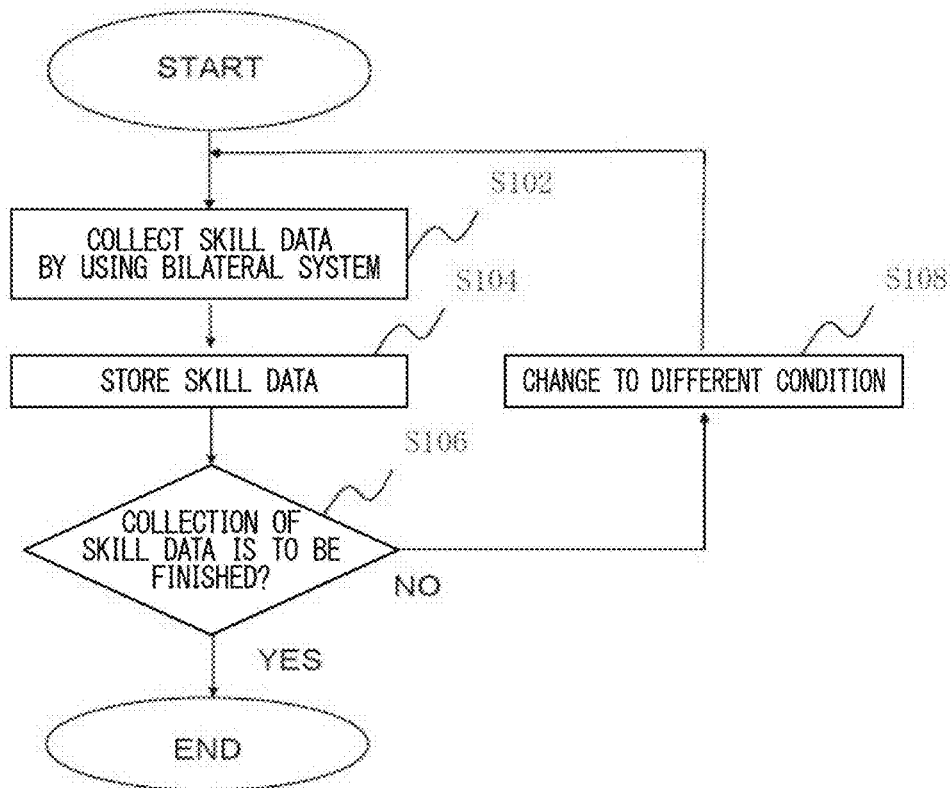 START
S102
COLLECT SKILL DATA
BY USING BILATERAL SYSTEM
S104
STORE SKILL DATA
S108
CHANGE TO DIFFERENT CONDITION
S106
COLLECTION OF
SKILL DATA IS TO BE
FINISHED?
NO
YES
END